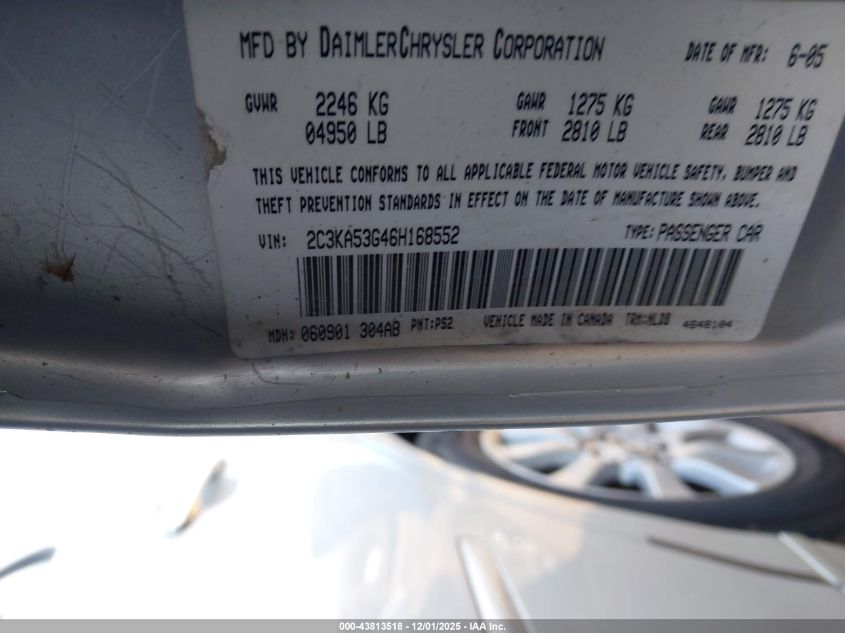 MFD BY DAIMLERCHRYSLER CORPORATION DATE OF MFR: 6-05
GVWR 2246 KG GAWR 1275 KG GAWR 1275 KG
04950 LB FRONT 2810 LB REAR 2810 LB
THIS VEHICLE CONFORMS TO ALL APPLICABLE FEDERAL MOTOR VEHICLE SAFETY, BUMPER AND
THEFT PREVENTION STANDARDS IN EFFECT ON THE DATE OF MANUFACTURE SHOWN ABOVE.
VIN: 2C3KA53G46H168552 TYPE: PASSENGER CAR
MDH: 060901 304AB PNT:PS2 VEHICLE MADE IN CANADA TRM:MLDB 4648104
000-43813518 - 12/01/2025 - IAA Inc.